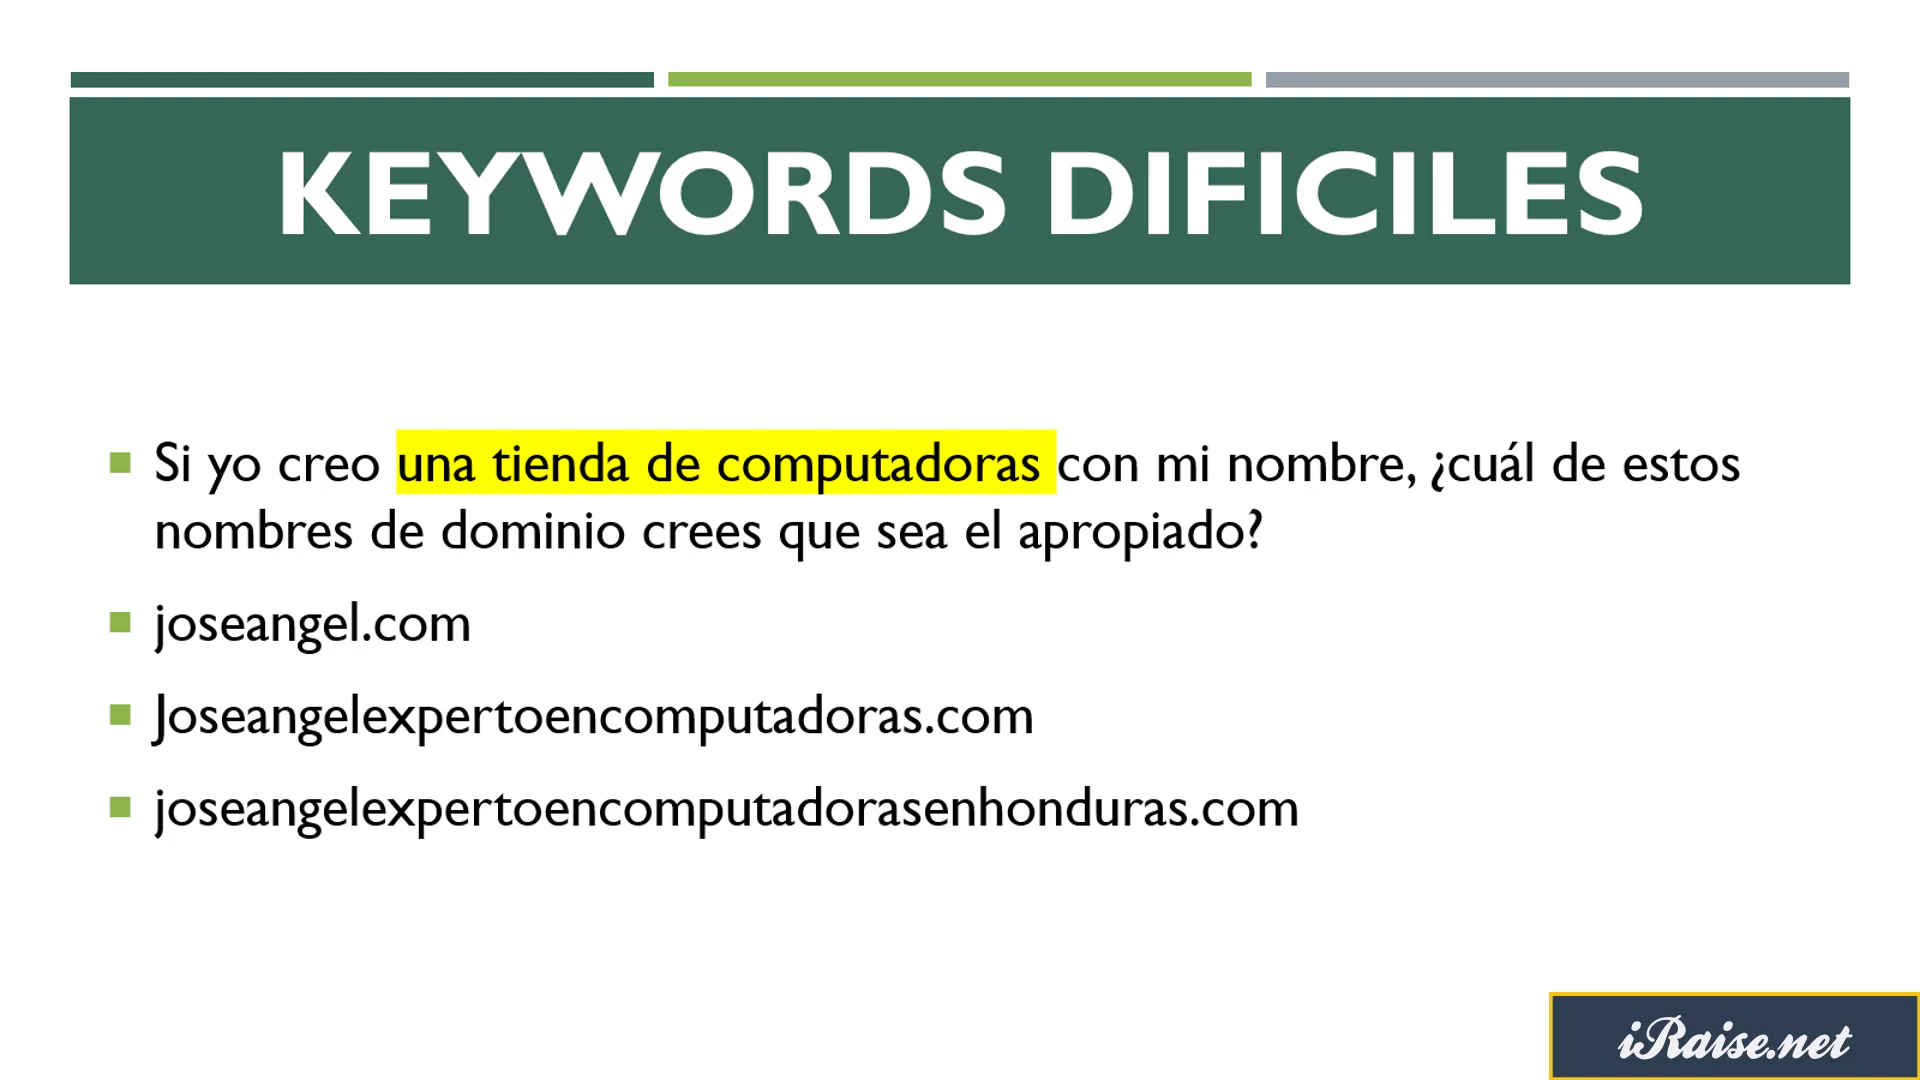 KEYWORDS DIFICILES
Si yo creo una tienda de computadoras con mi nombre, ¿cuál de estos
nombres de dominio crees que sea el apropiado?
joseangel.com
Joseangelexpertoencomputadoras.com
joseangelexpertoencomputadorasenhonduras.com
iRaise.net